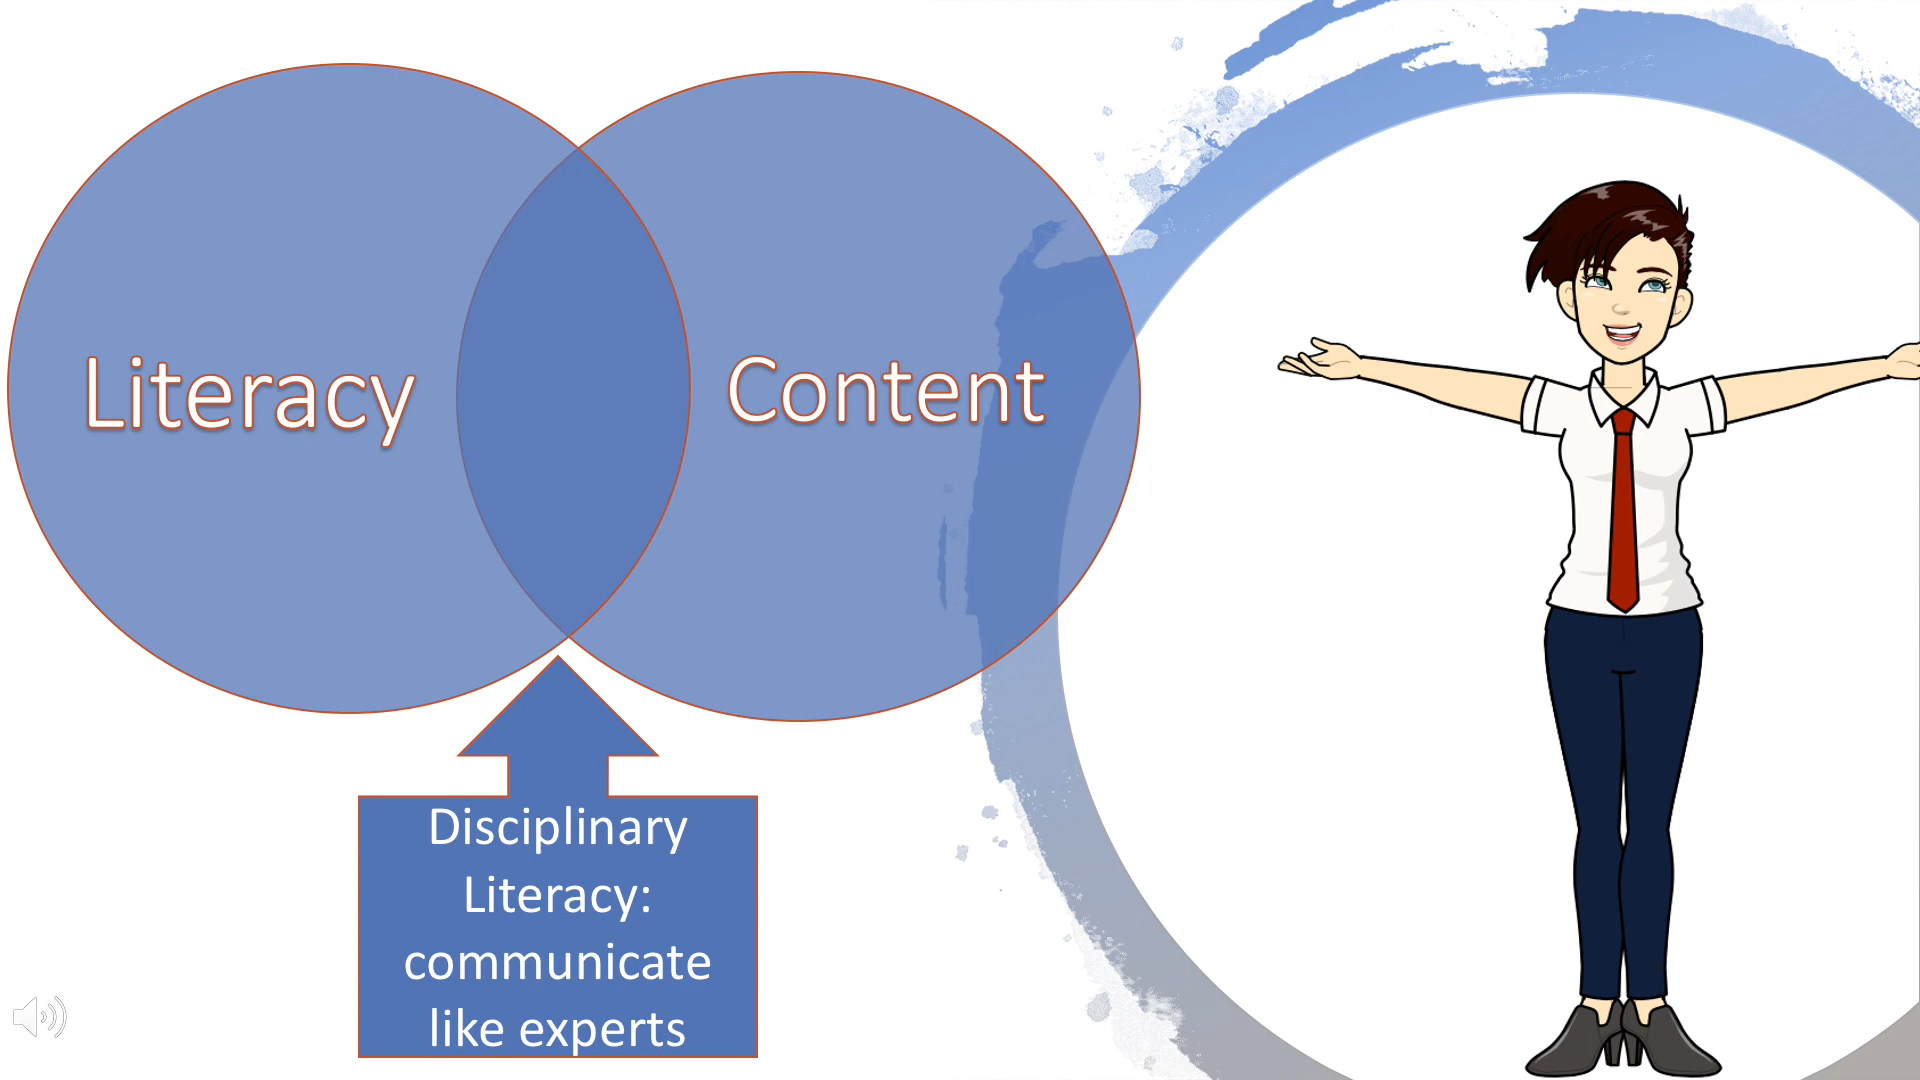 Literacy
Content
Disciplinary
Literacy:
communicate
like experts